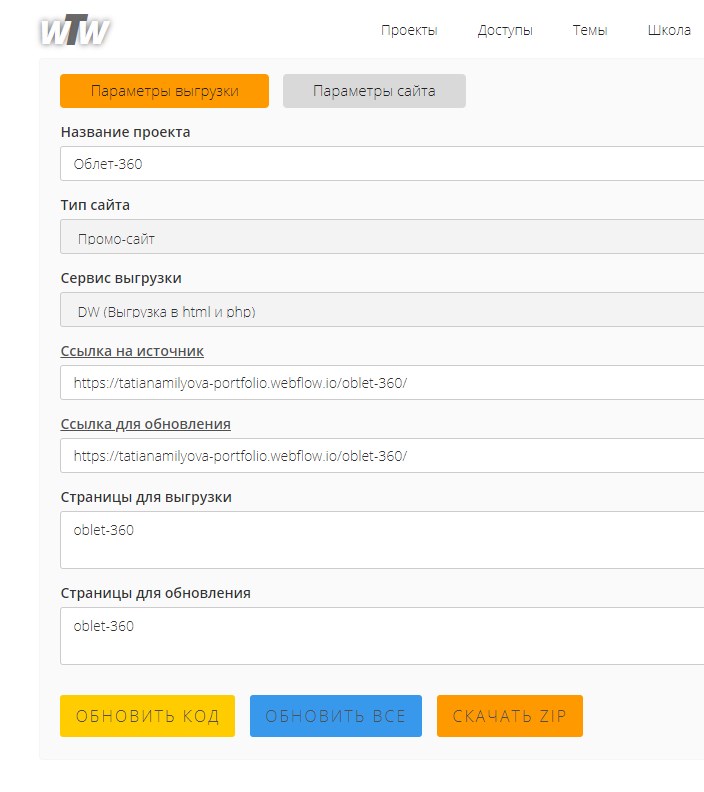 WTW
Проекты Доступы Темы Школа
Параметры выгрузки Параметры сайта
Название проекта
Облет-360
Тип сайта
Промо-сайт
Сервис выгрузки
DW (Выгрузка в html и php)
Ссылка на источник
https://tatianamilyova-portfolio.webflow.io/oblet-360/
Ссылка для обновления
https://tatianamilyova-portfolio.webflow.io/oblet-360/
Страницы для выгрузки
oblet-360
Страницы для обновления
oblet-360
ОБНОВИТЬ КОД ОБНОВИТЬ ВСЕ СКАЧАТЬ ZIP